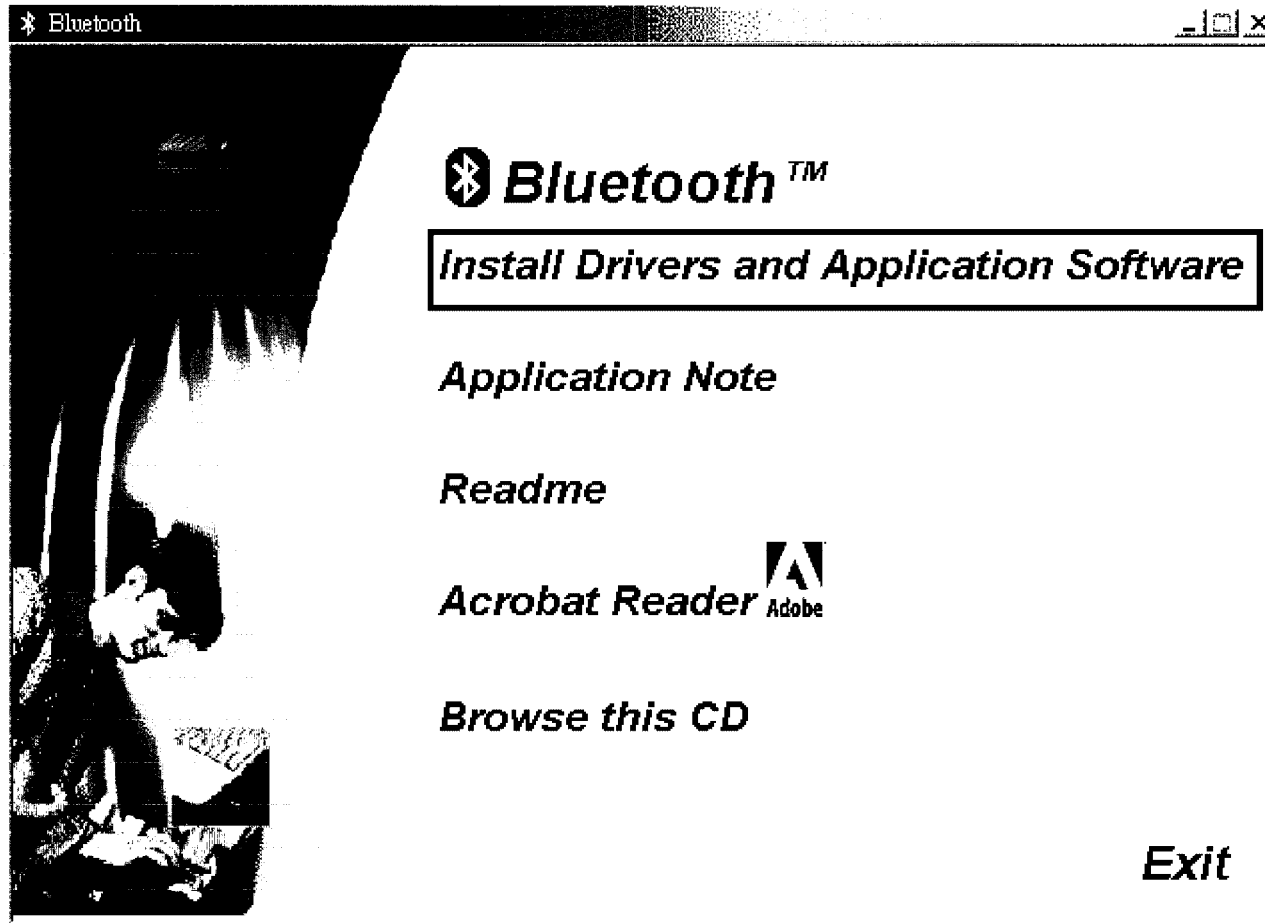 Bluetooth
Bluetooth™
Install Drivers and Application Software
Application Note
Readme
Acrobat Reader Adobe
Browse this CD
Exit